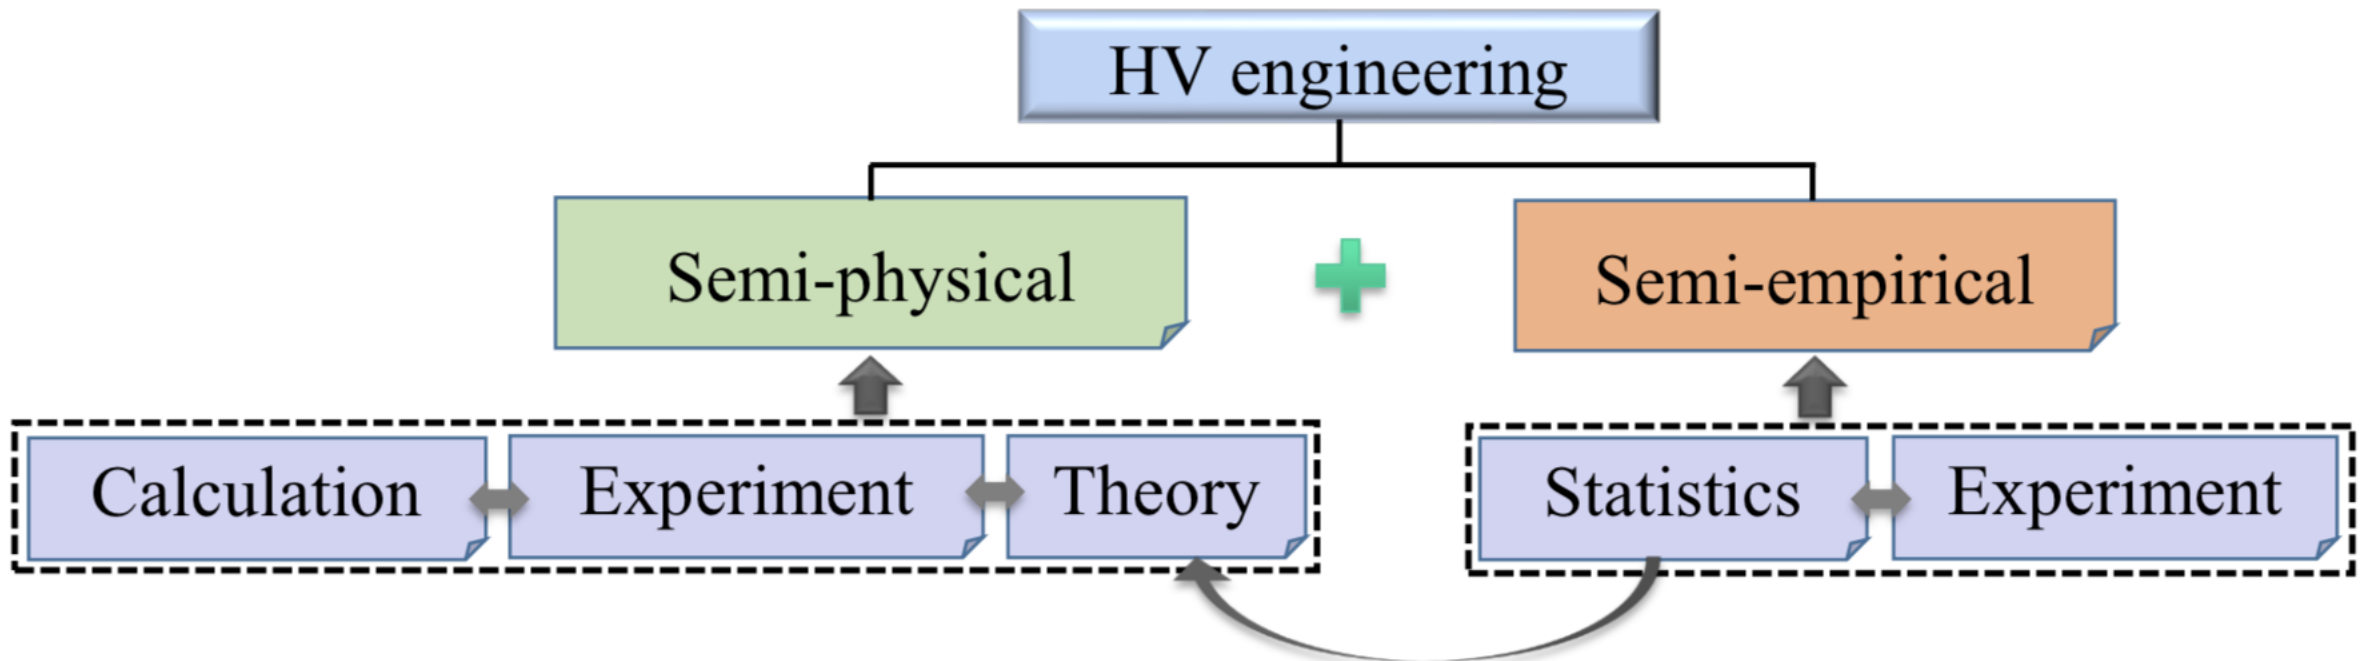 HV engineering
Semi-physical
Semi-empirical
Calculation
Experiment
Theory
Statistics
Experiment